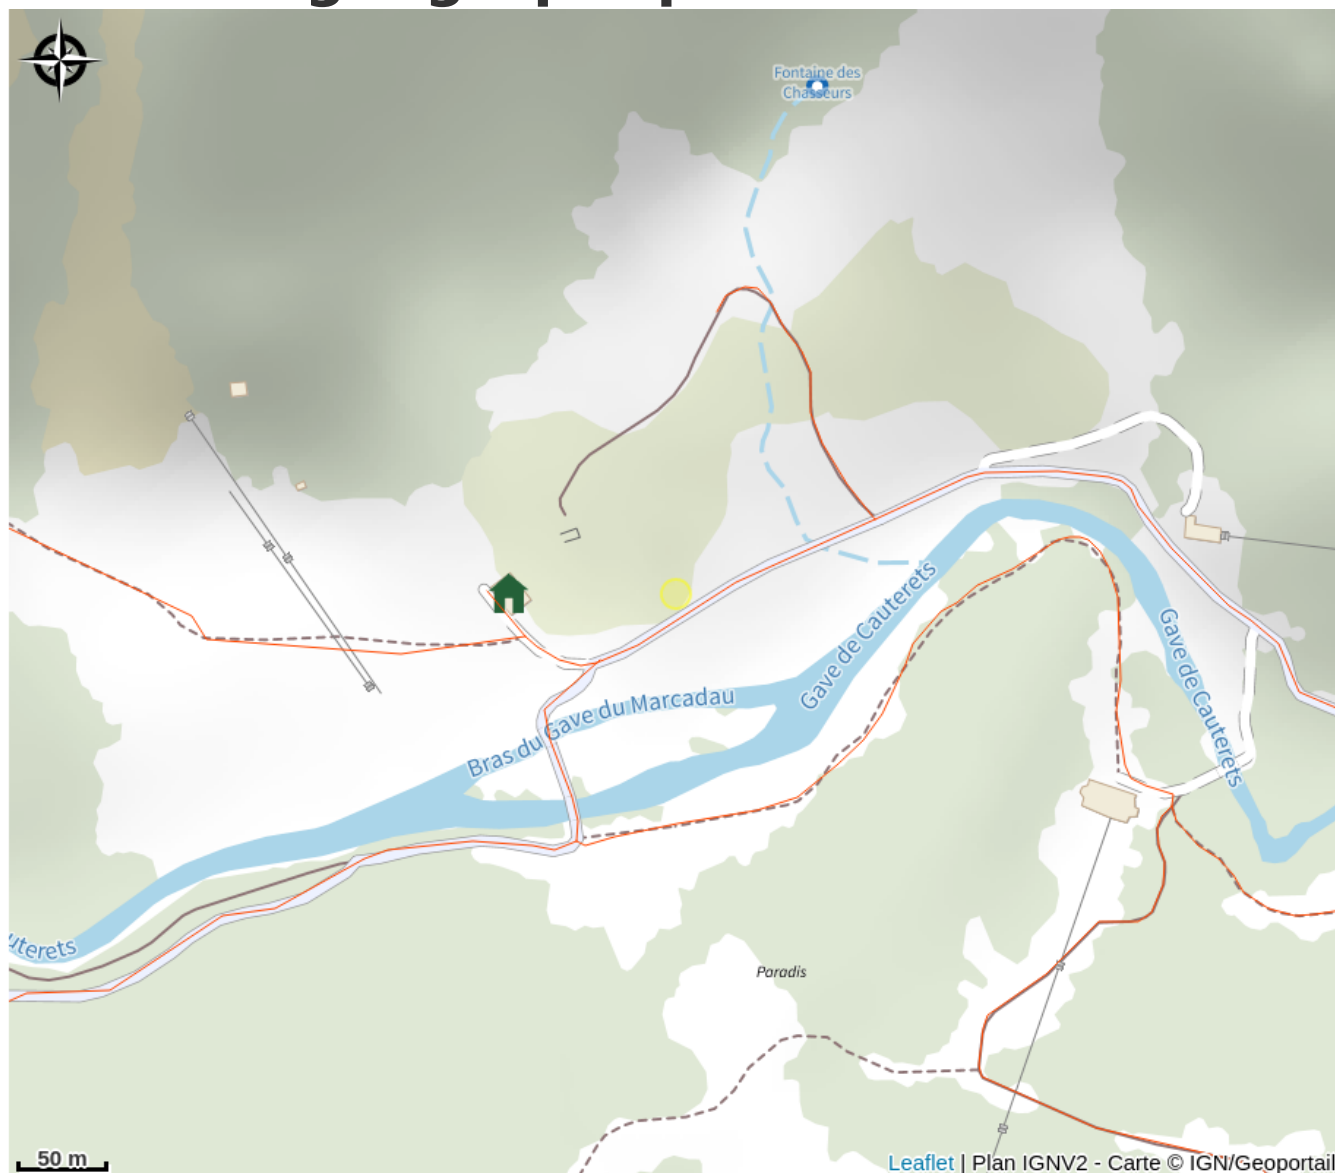 Fontaine des
Chasseurs
Gave de Cauterets
Gave de Cauterets
Bras du Gave du Marcadau
uterets
Paradis
50 m
Leaflet | Plan IGNV2 - Carte © IGN/Geoportail